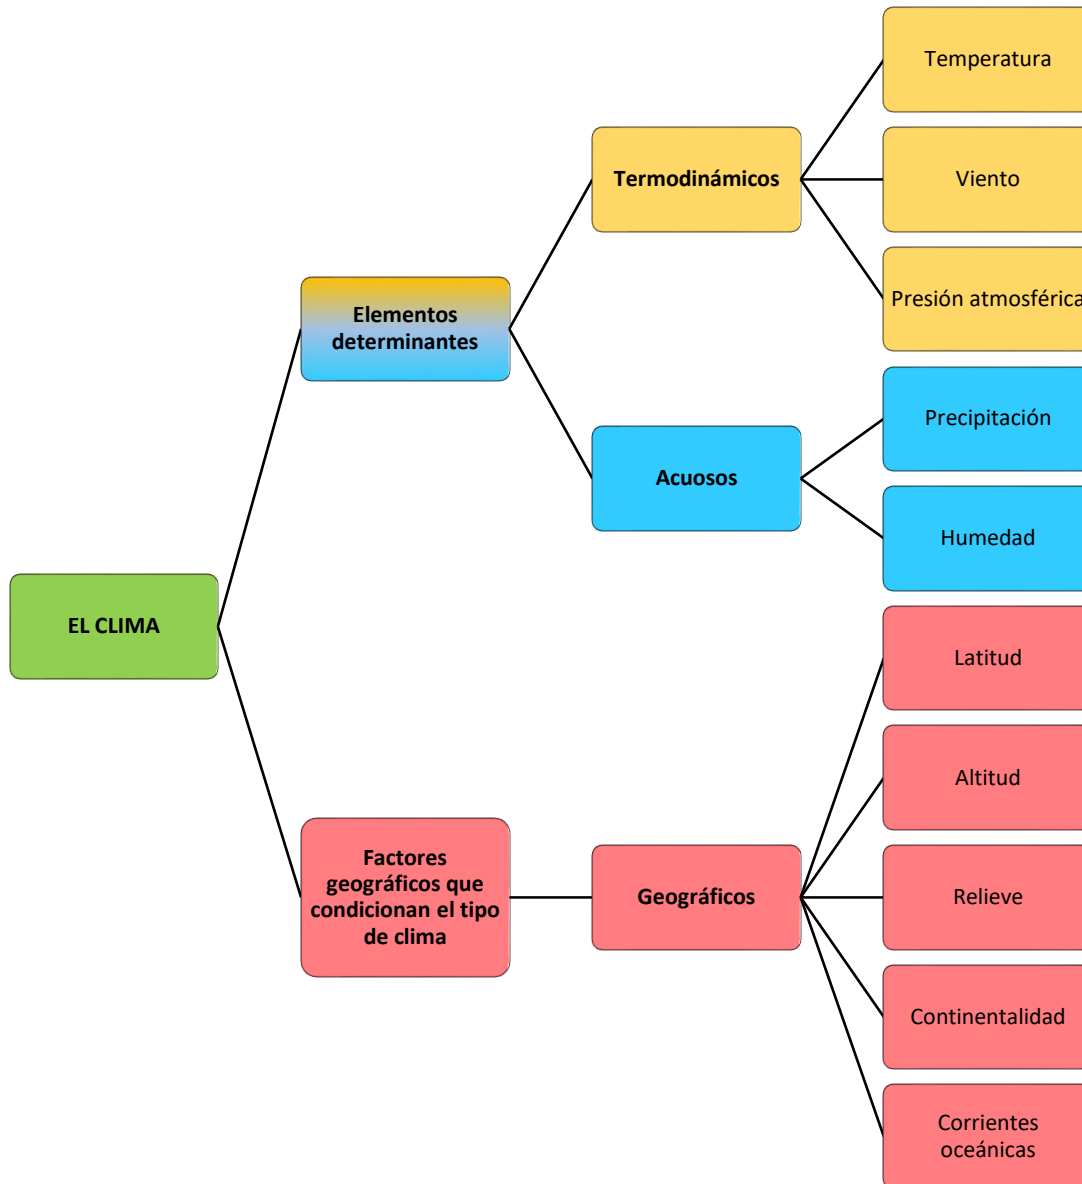 Temperatura
Termodinámicos
Viento
Presión atmosférica
Elementos
determinantes
Precipitación
Acuosos
Humedad
EL CLIMA
Latitud
Altitud
Factores
geográficos que
condicionan el tipo
de clima
Geográficos
Relieve
Continentalidad
Corrientes
oceánicas